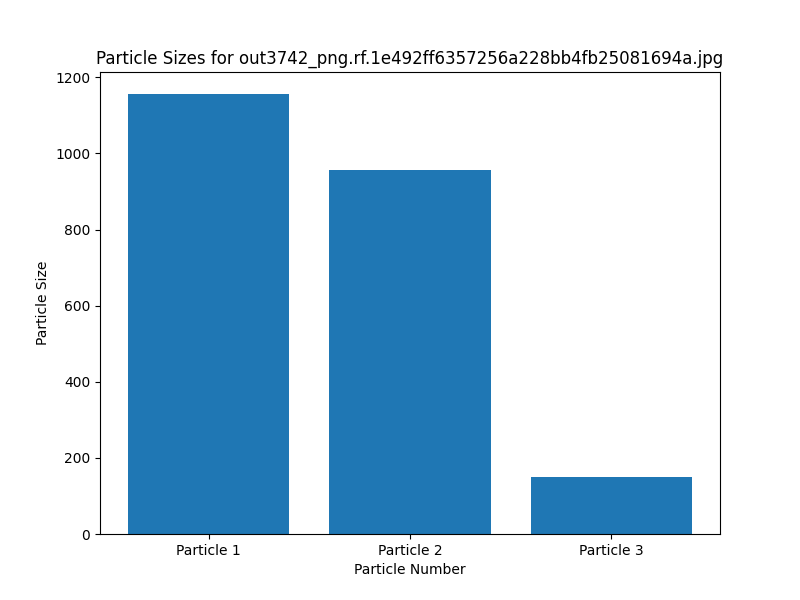 Particle Sizes for out3742_png.rf.1e492ff6357256a228bb4fb25081694a.jpg
1200
1000
800
600
400
200
0
Particle Size
Particle 1
Particle 2
Particle 3
Particle Number